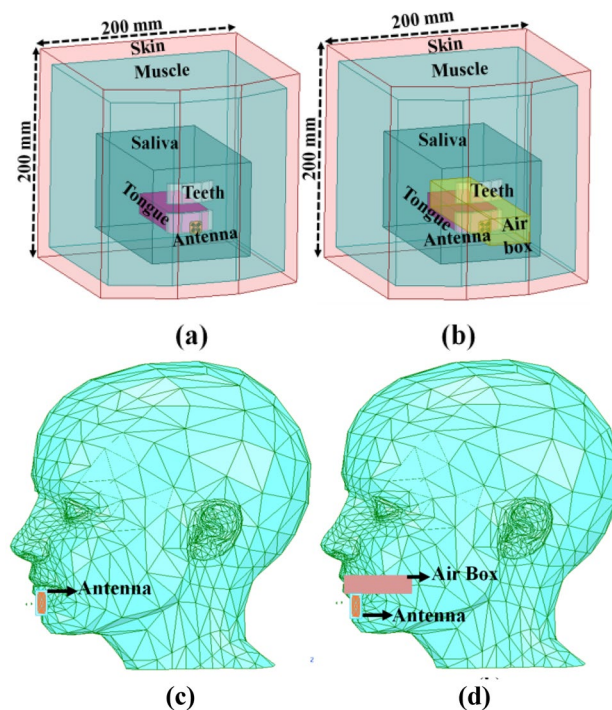 200 mm
Skin
Muscle
Saliva
Teeth
Tongue
Antenna
200 mm
(a)
200 mm
Skin
Muscle
Saliva
Teeth
Tongue
Antenna
Air
box
200 mm
(b)
Antenna
(c)
Air Box
Antenna
z
(d)